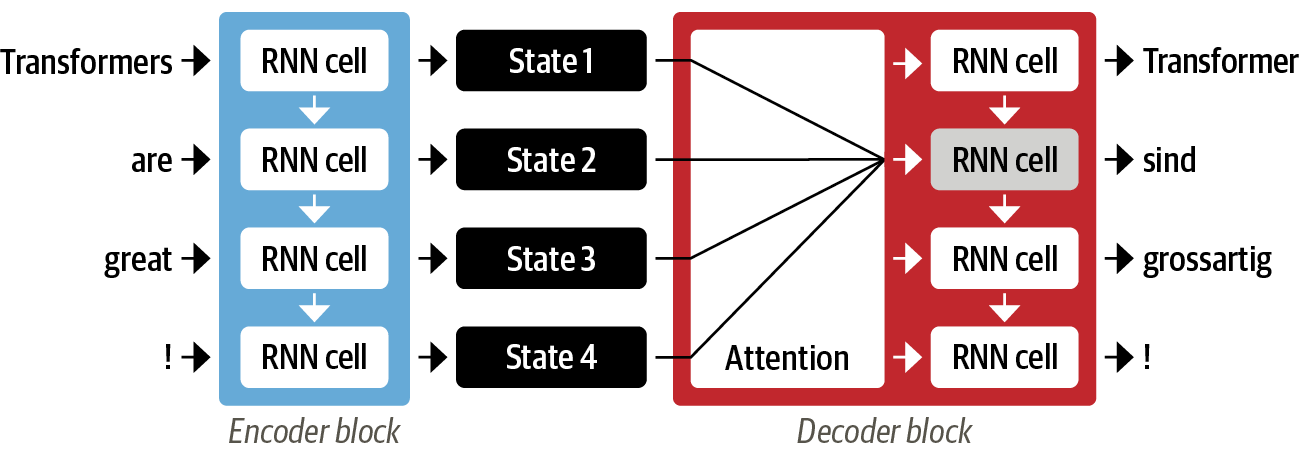 Transformers RNN cell State 1 RNN cell Transformer
are RNN cell State 2 RNN cell sind
great RNN cell State 3 RNN cell grossartig
! RNN cell State 4 Attention RNN cell !
Encoder block Decoder block